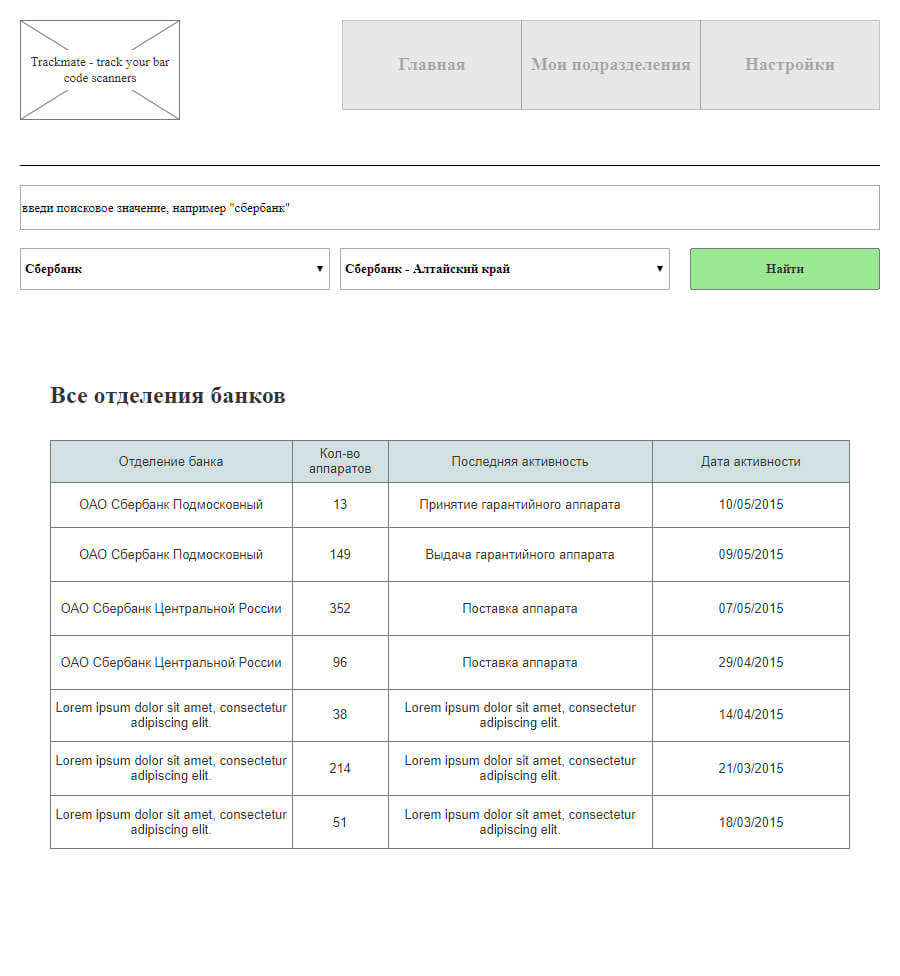 Trackmate - track your bar
code scanners
Главная
Мои подразделения
Настройки
введи поисковое значение, например "сбербанк"
Сбербанк
Сбербанк - Алтайский край
Найти
Все отделения банков
Отделение банка
Кол-во
аппаратов
Последняя активность
Дата активности
ОАО Сбербанк Подмосковный
13
Принятие гарантийного аппарата
10/05/2015
ОАО Сбербанк Подмосковный
149
Выдача гарантийного аппарата
09/05/2015
ОАО Сбербанк Центральной России
352
Поставка аппарата
07/05/2015
ОАО Сбербанк Центральной России
96
Поставка аппарата
29/04/2015
Lorem ipsum dolor sit amet, consectetur
adipiscing elit.
38
Lorem ipsum dolor sit amet, consectetur
adipiscing elit.
14/04/2015
Lorem ipsum dolor sit amet, consectetur
adipiscing elit.
214
Lorem ipsum dolor sit amet, consectetur
adipiscing elit.
21/03/2015
Lorem ipsum dolor sit amet, consectetur
adipiscing elit.
51
Lorem ipsum dolor sit amet, consectetur
adipiscing elit.
18/03/2015